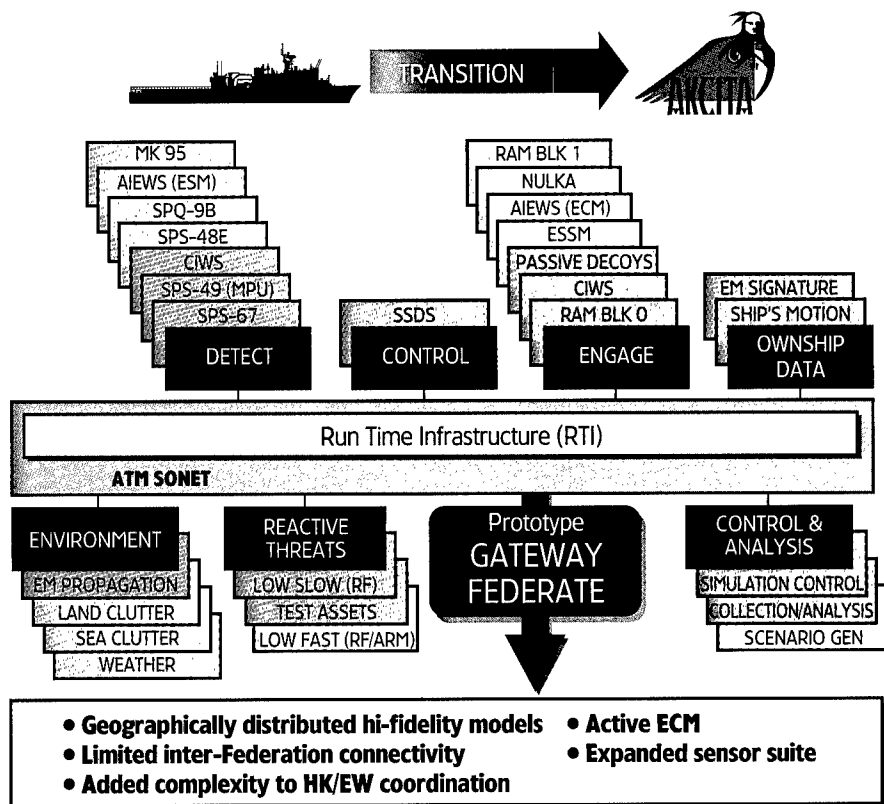 TRANSITION
AKCITA
MK 95
AIEWS (ESM)
SPQ-9B
SPS-48E
CIWS
SPS-49 (MPU)
SPS-67
DETECT
SSDS
CONTROL
RAM BLK 1
NULKA
AIEWS (ECM)
ESSM
PASSIVE DECOYS
CIWS
RAM BLK 0
ENGAGE
EM SIGNATURE
SHIP'S MOTION
OWNSHIP
DATA
Run Time Infrastructure (RTI)
ATM SONET
ENVIRONMENT
EM PROPAGATION
LAND CLUTTER
SEA CLUTTER
WEATHER
REACTIVE
THREATS
LOW SLOW (RF)
TEST ASSETS
LOW FAST (RF/ARM)
Prototype
GATEWAY
FEDERATE
CONTROL &
ANALYSIS
SIMULATION CONTROL
COLLECTION/ANALYSIS
SCENARIO GEN
• Geographically distributed hi-fidelity models
• Limited inter-Federation connectivity
• Added complexity to HK/EW coordination
• Active ECM
• Expanded sensor suite